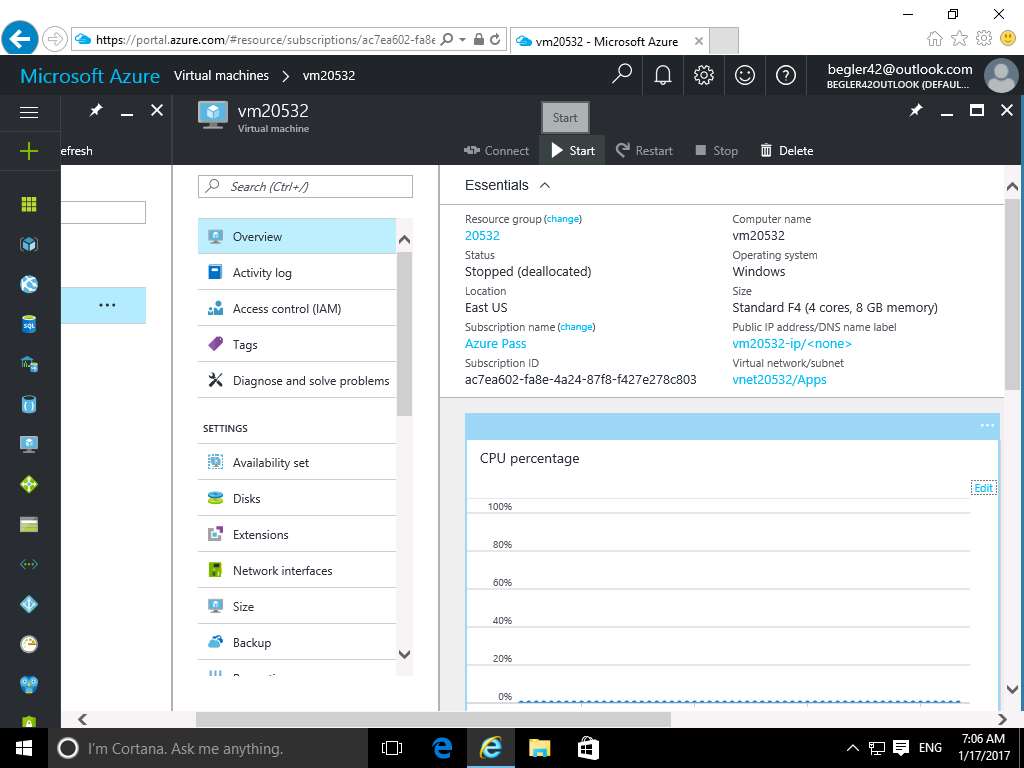 https://portal.azure.com/#resource/subscriptions/ac7ea602-fa8e
vm20532 - Microsoft Azure
Microsoft Azure Virtual machines > vm20532
begler42@outlook.com
BEGLER42OUTLOOK (DEFAUL...
efresh
vm20532
Virtual machine
Start
Connect Start Restart Stop Delete
Search (Ctrl+/)
Overview
Activity log
Access control (IAM)
Tags
Diagnose and solve problems
SETTINGS
Availability set
Disks
Extensions
Network interfaces
Size
Backup
Essentials
Resource group (change)
20532
Status
Stopped (deallocated)
Location
East US
Subscription name (change)
Azure Pass
Subscription ID
ac7ea602-fa8e-4a24-87f8-f427e278c803
Computer name
vm20532
Operating system
Windows
Size
Standard F4 (4 cores, 8 GB memory)
Public IP address/DNS name label
vm20532-ip/<none>
Virtual network/subnet
vnet20532/Apps
CPU percentage
Edit
100%
80%
60%
40%
20%
0%
SQL
I'm Cortana. Ask me anything.
ENG
7:06 AM
1/17/2017